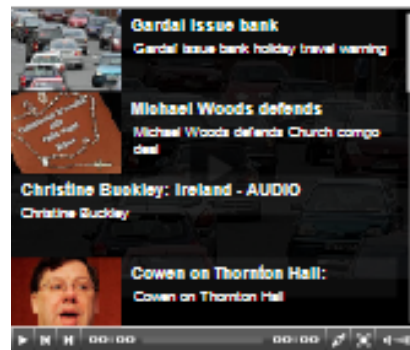 Gardaí issue bank
Gardaí issue bank holiday travel warning
Michael Woods defends
Michael Woods defends Church comgo
deal
Christine Buckley: Ireland - AUDIO
Christine Buckley
Cowen on Thornton Hall:
Cowen on Thornton Hall
00:00
00:00